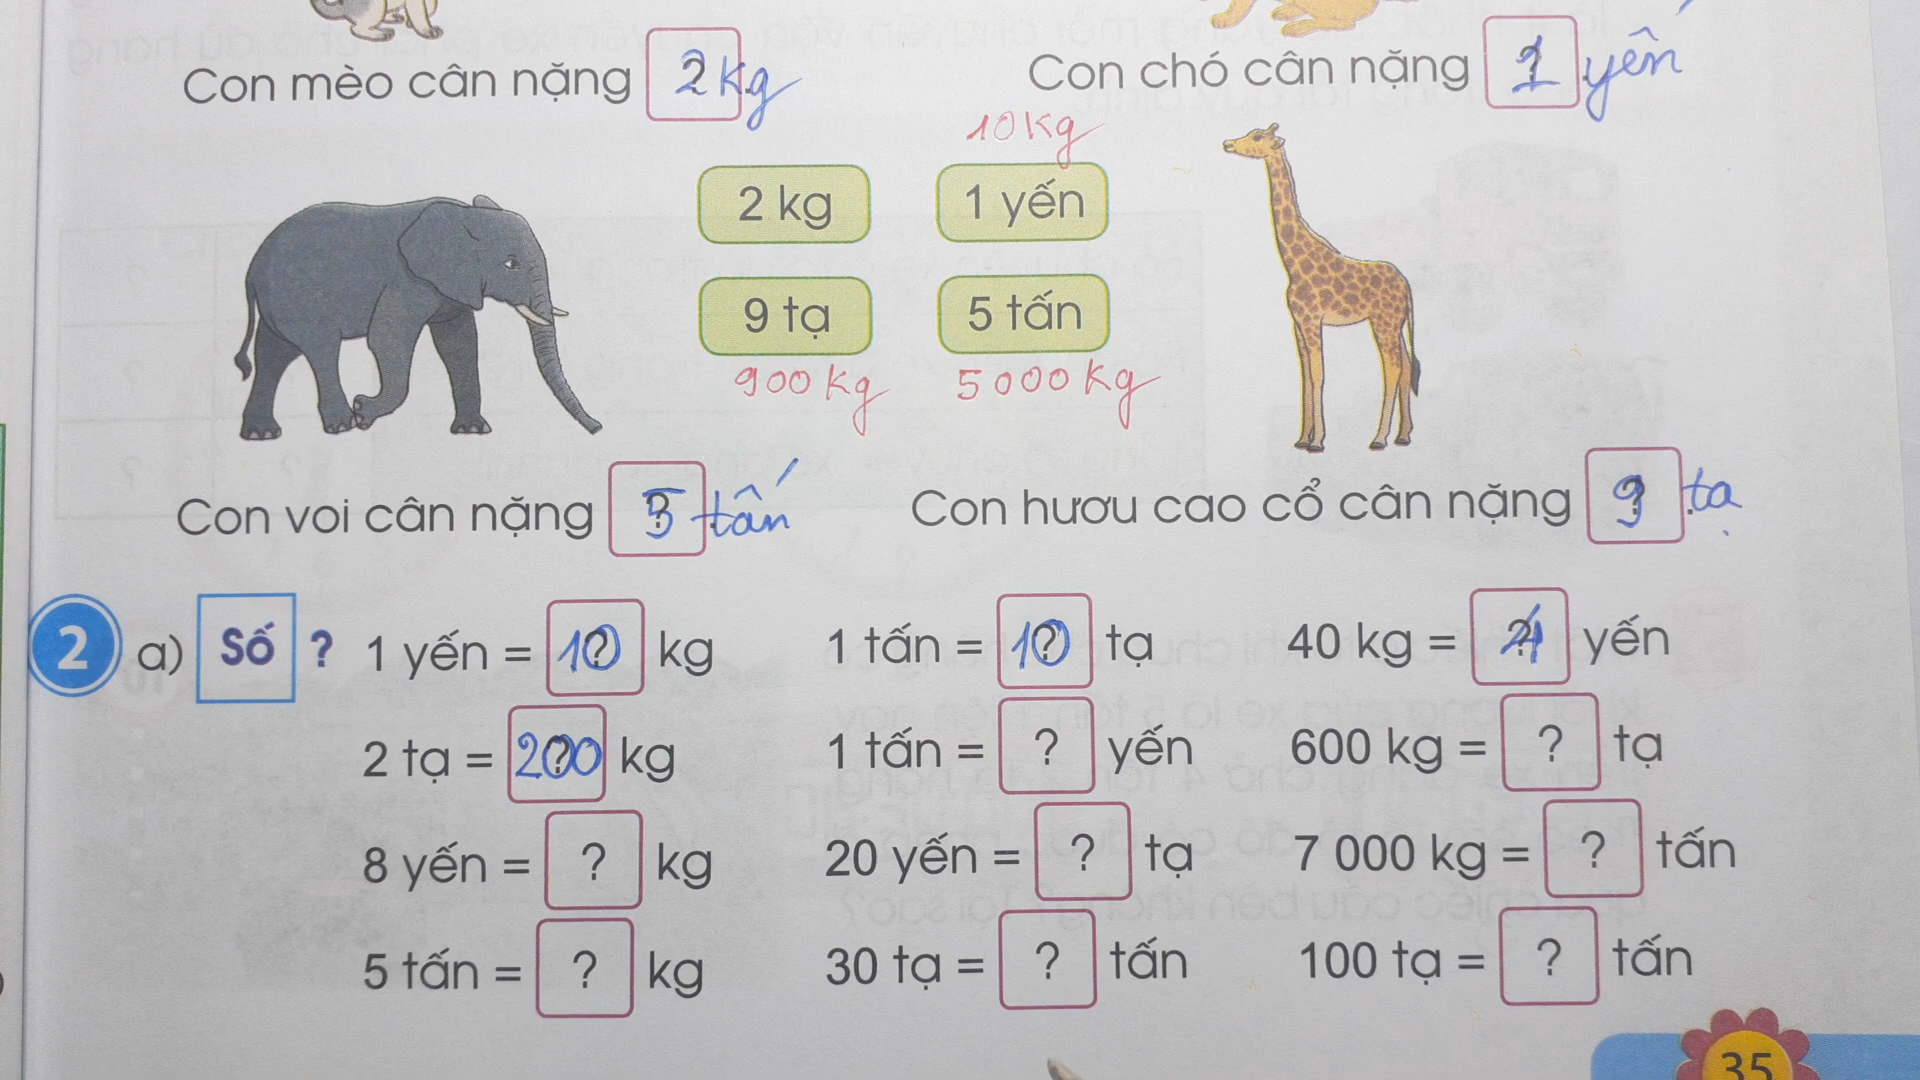 Con mèo cân nặng 2 kg
Con chó cân nặng 1 yến
10 kg
2 kg
1 yến
9 tạ
5 tấn
900 kg
5000 kg
Con voi cân nặng 5 tấn
Con hươu cao cổ cân nặng 9 tạ
2 a) Số ? 1 yến = 10 kg 1 tấn = 10 tạ 40 kg = 4 yến
2 tạ = 200 kg 1 tấn = ? yến 600 kg = ? tạ
8 yến = ? kg 20 yến = ? tạ 7 000 kg = ? tấn
5 tấn = ? kg 30 tạ = ? tấn 100 tạ = ? tấn
35